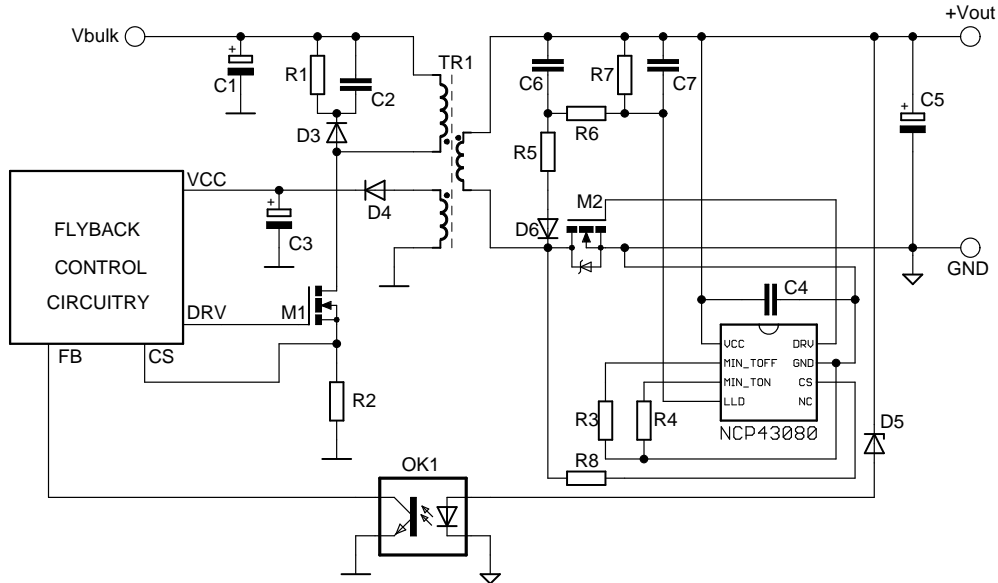 +Vout
Vbulk
+
C1
R1
C2
TR1
C6
R7
C7
+
C5
D3
R6
R5
VCC
D4
+
C3
M2
D6
GND
FLYBACK
CONTROL
CIRCUITRY
DRV
M1
C4
FB
CS
R2
VCC
DRV
MIN_TOFF
GND
MIN_TON
CS
LLD
NC
R3
R4
NCP43080
D5
R8
OK1